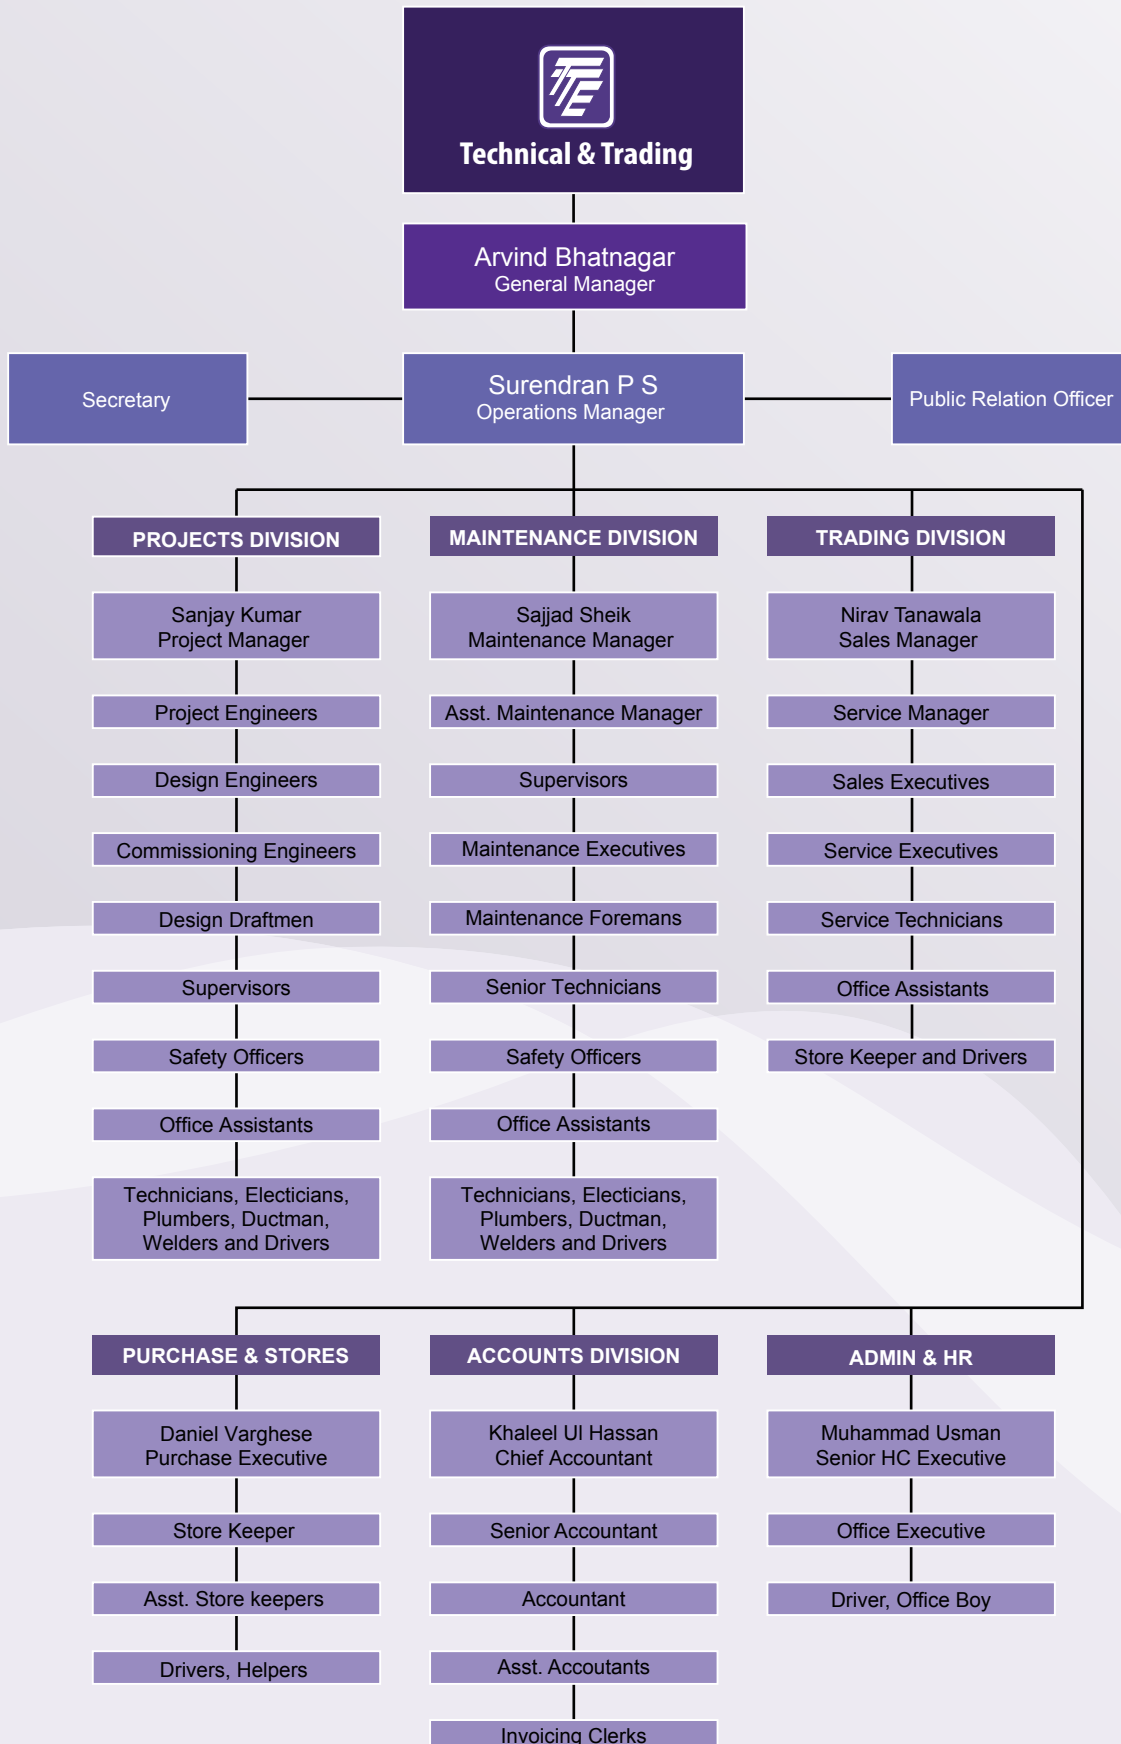 TTE
Technical & Trading
Arvind Bhatnagar
General Manager
Secretary
Surendran P S
Operations Manager
Public Relation Officer
PROJECTS DIVISION
Sanjay Kumar
Project Manager
Project Engineers
Design Engineers
Commissioning Engineers
Design Draftmen
Supervisors
Safety Officers
Office Assistants
Technicians, Electicians,
Plumbers, Ductman,
Welders and Drivers
MAINTENANCE DIVISION
Sajjad Sheik
Maintenance Manager
Asst. Maintenance Manager
Supervisors
Maintenance Executives
Maintenance Foremans
Senior Technicians
Safety Officers
Office Assistants
Technicians, Electicians,
Plumbers, Ductman,
Welders and Drivers
TRADING DIVISION
Nirav Tanawala
Sales Manager
Service Manager
Sales Executives
Service Executives
Service Technicians
Office Assistants
Store Keeper and Drivers
PURCHASE & STORES
Daniel Varghese
Purchase Executive
Store Keeper
Asst. Store keepers
Drivers, Helpers
ACCOUNTS DIVISION
Khaleel Ul Hassan
Chief Accountant
Senior Accountant
Accountant
Asst. Accoutants
Invoicing Clerks
ADMIN & HR
Muhammad Usman
Senior HC Executive
Office Executive
Driver, Office Boy